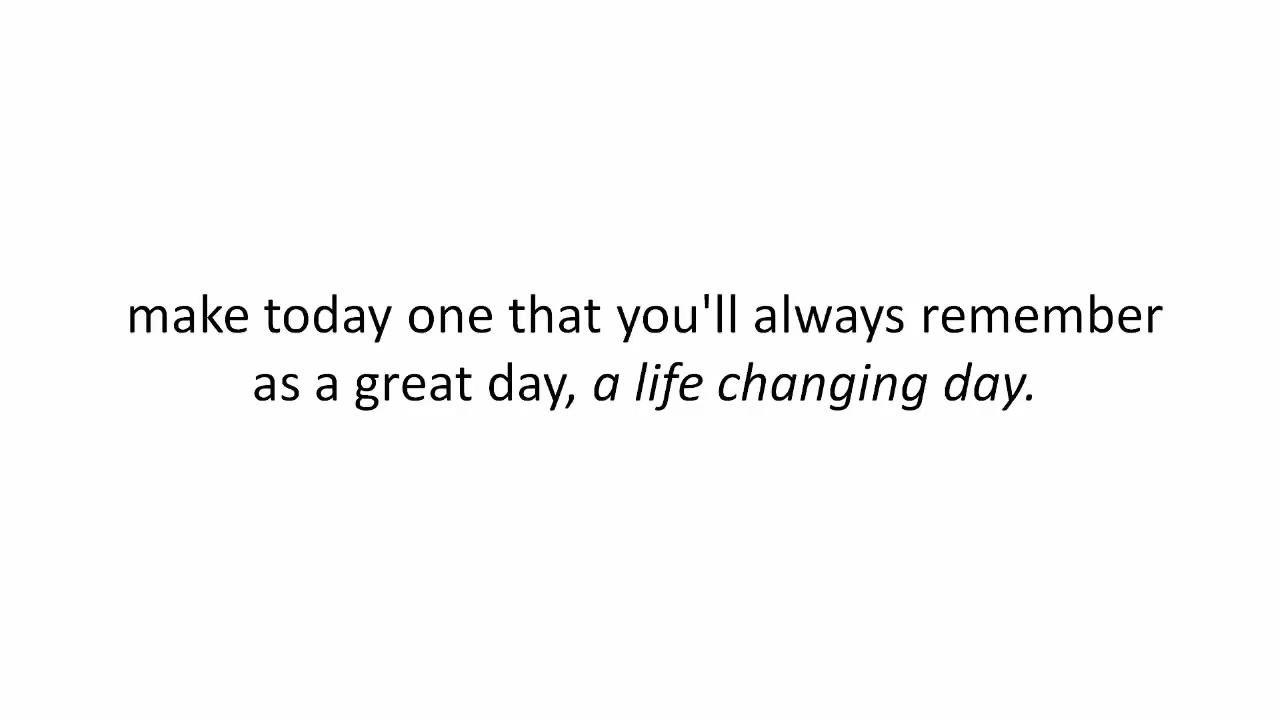 make today one that you'll always remember
as a great day, a life changing day.